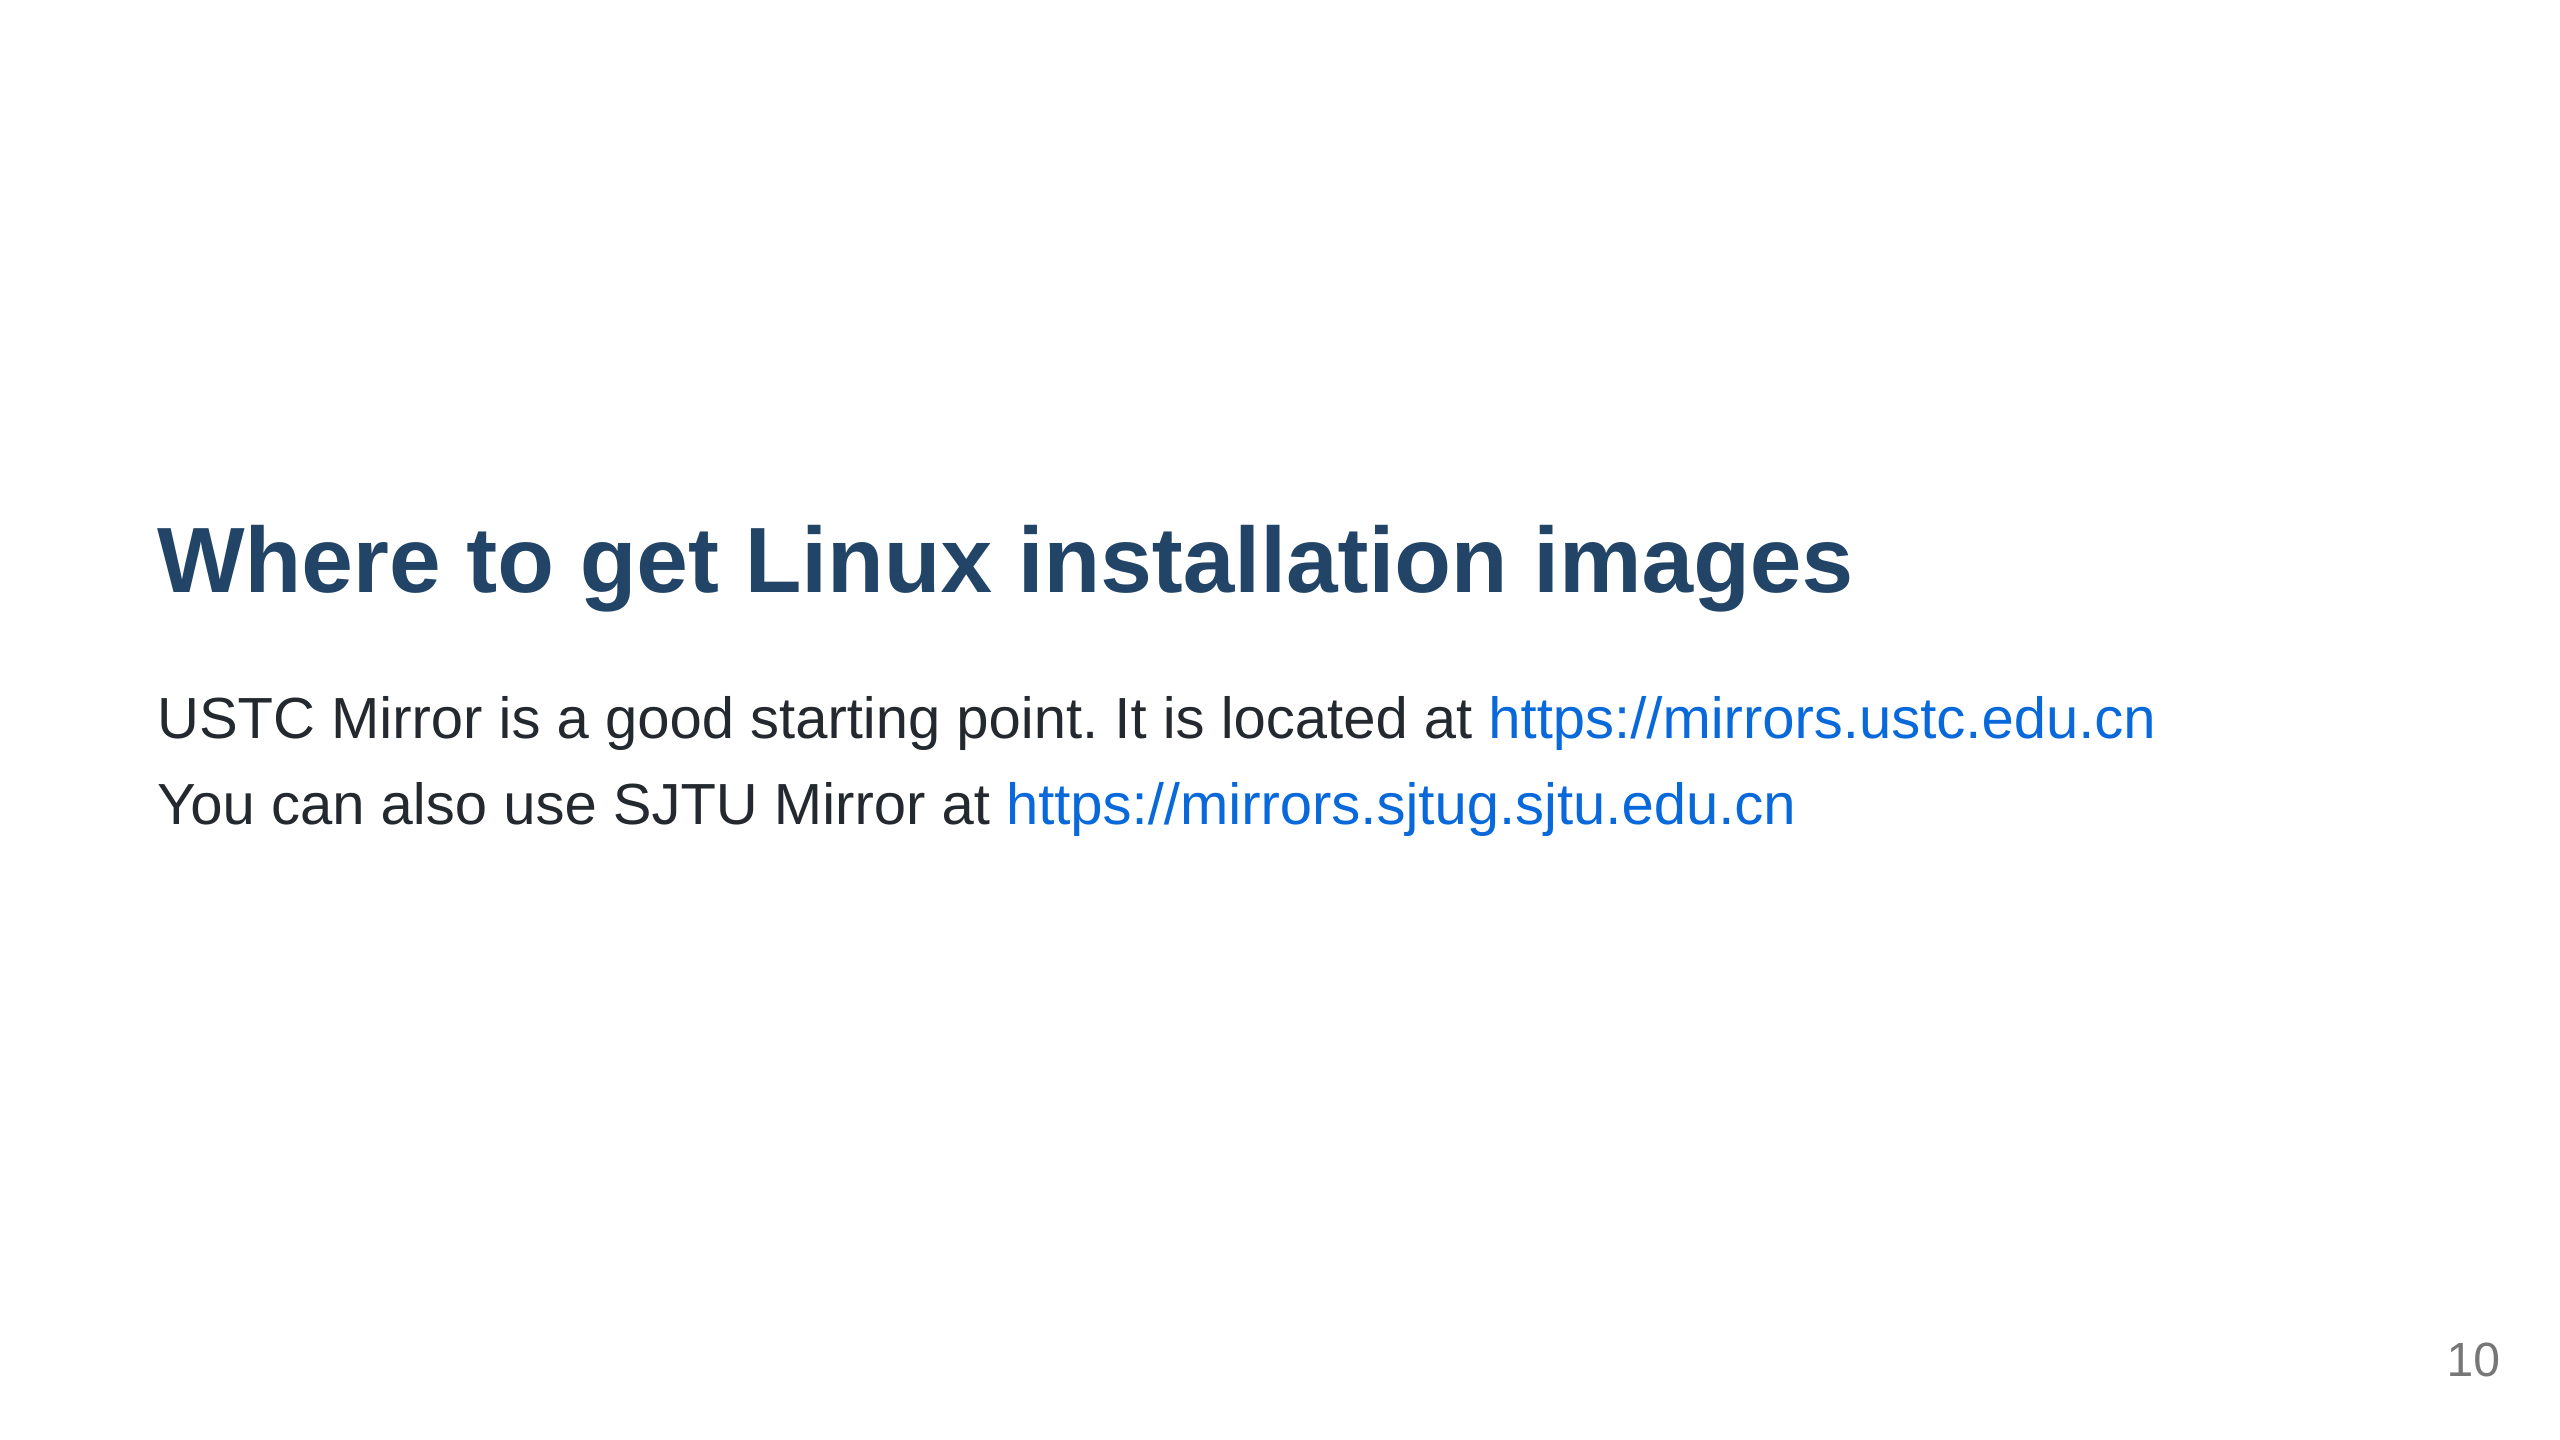 Where to get Linux installation images
USTC Mirror is a good starting point. It is located at https://mirrors.ustc.edu.cn
You can also use SJTU Mirror at https://mirrors.sjtug.sjtu.edu.cn
10